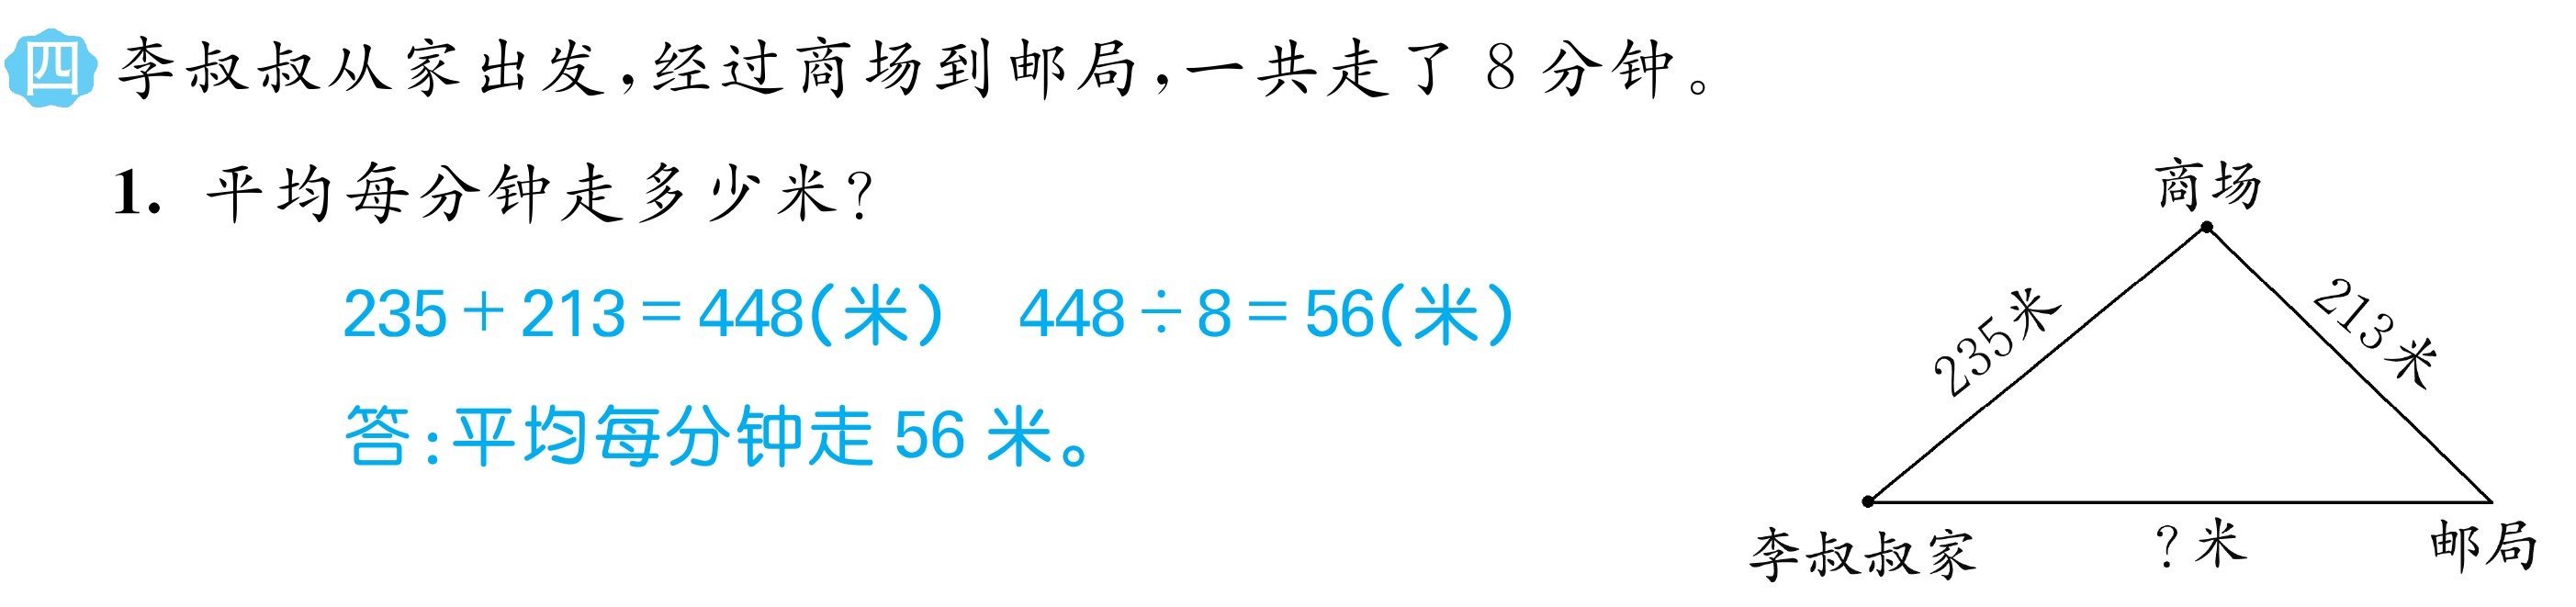 四 李叔叔从家出发,经过商场到邮局,一共走了 8 分钟。
1. 平均每分钟走多少米?
235+213=448(米) 448÷8=56(米)
答:平均每分钟走 56 米。
商场
235米
213米
李叔叔家
?米
邮局